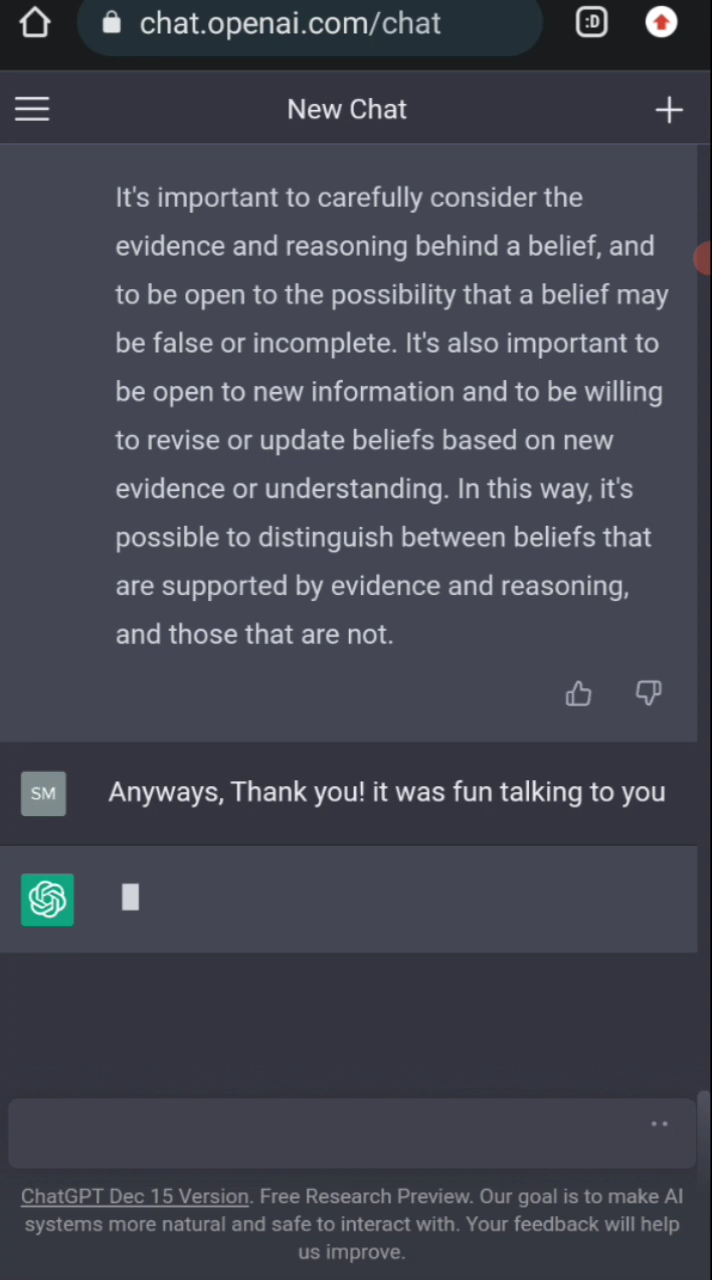 chat.openai.com/chat
:D
New Chat
It's important to carefully consider the
evidence and reasoning behind a belief, and
to be open to the possibility that a belief may
be false or incomplete. It's also important to
be open to new information and to be willing
to revise or update beliefs based on new
evidence or understanding. In this way, it's
possible to distinguish between beliefs that
are supported by evidence and reasoning,
and those that are not.
SM
Anyways, Thank you! it was fun talking to you
ChatGPT Dec 15 Version. Free Research Preview. Our goal is to make AI
systems more natural and safe to interact with. Your feedback will help
us improve.